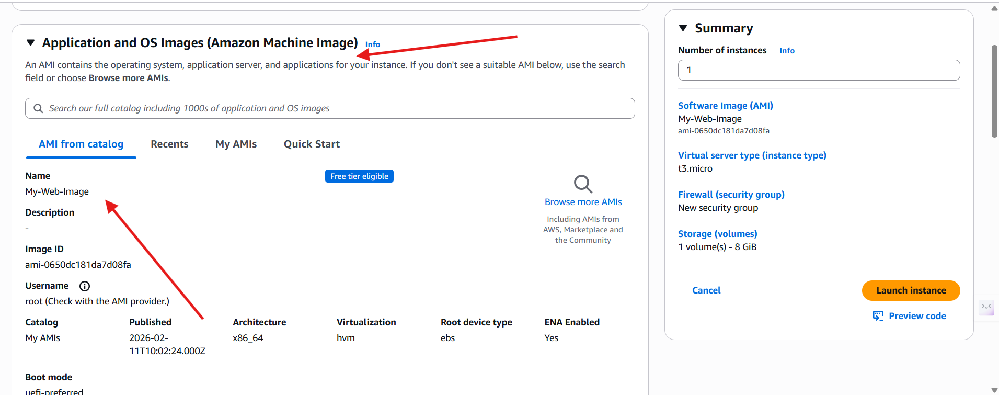 Application and OS Images (Amazon Machine Image) Info
An AMI contains the operating system, application server, and applications for your instance. If you don't see a suitable AMI below, use the search
field or choose Browse more AMIs.
Search our full catalog including 1000s of application and OS images
AMI from catalog
Recents
My AMIs
Quick Start
Name
My-Web-Image
Free tier eligible
Description
-
Image ID
ami-0650dc181da7d08fa
Username
root (Check with the AMI provider.)
Browse more AMIs
Including AMIs from
AWS, Marketplace and
the Community
Catalog
My AMIs
Published
2026-02-
11T10:02:24.000Z
Architecture
x86_64
Virtualization
hvm
Root device type
ebs
ENA Enabled
Yes
Boot mode
uefi-preferred
Summary
Number of instances Info
1
Software Image (AMI)
My-Web-Image
ami-0650dc181da7d08fa
Virtual server type (instance type)
t3.micro
Firewall (security group)
New security group
Storage (volumes)
1 volume(s) - 8 GiB
Cancel
Launch instance
Preview code